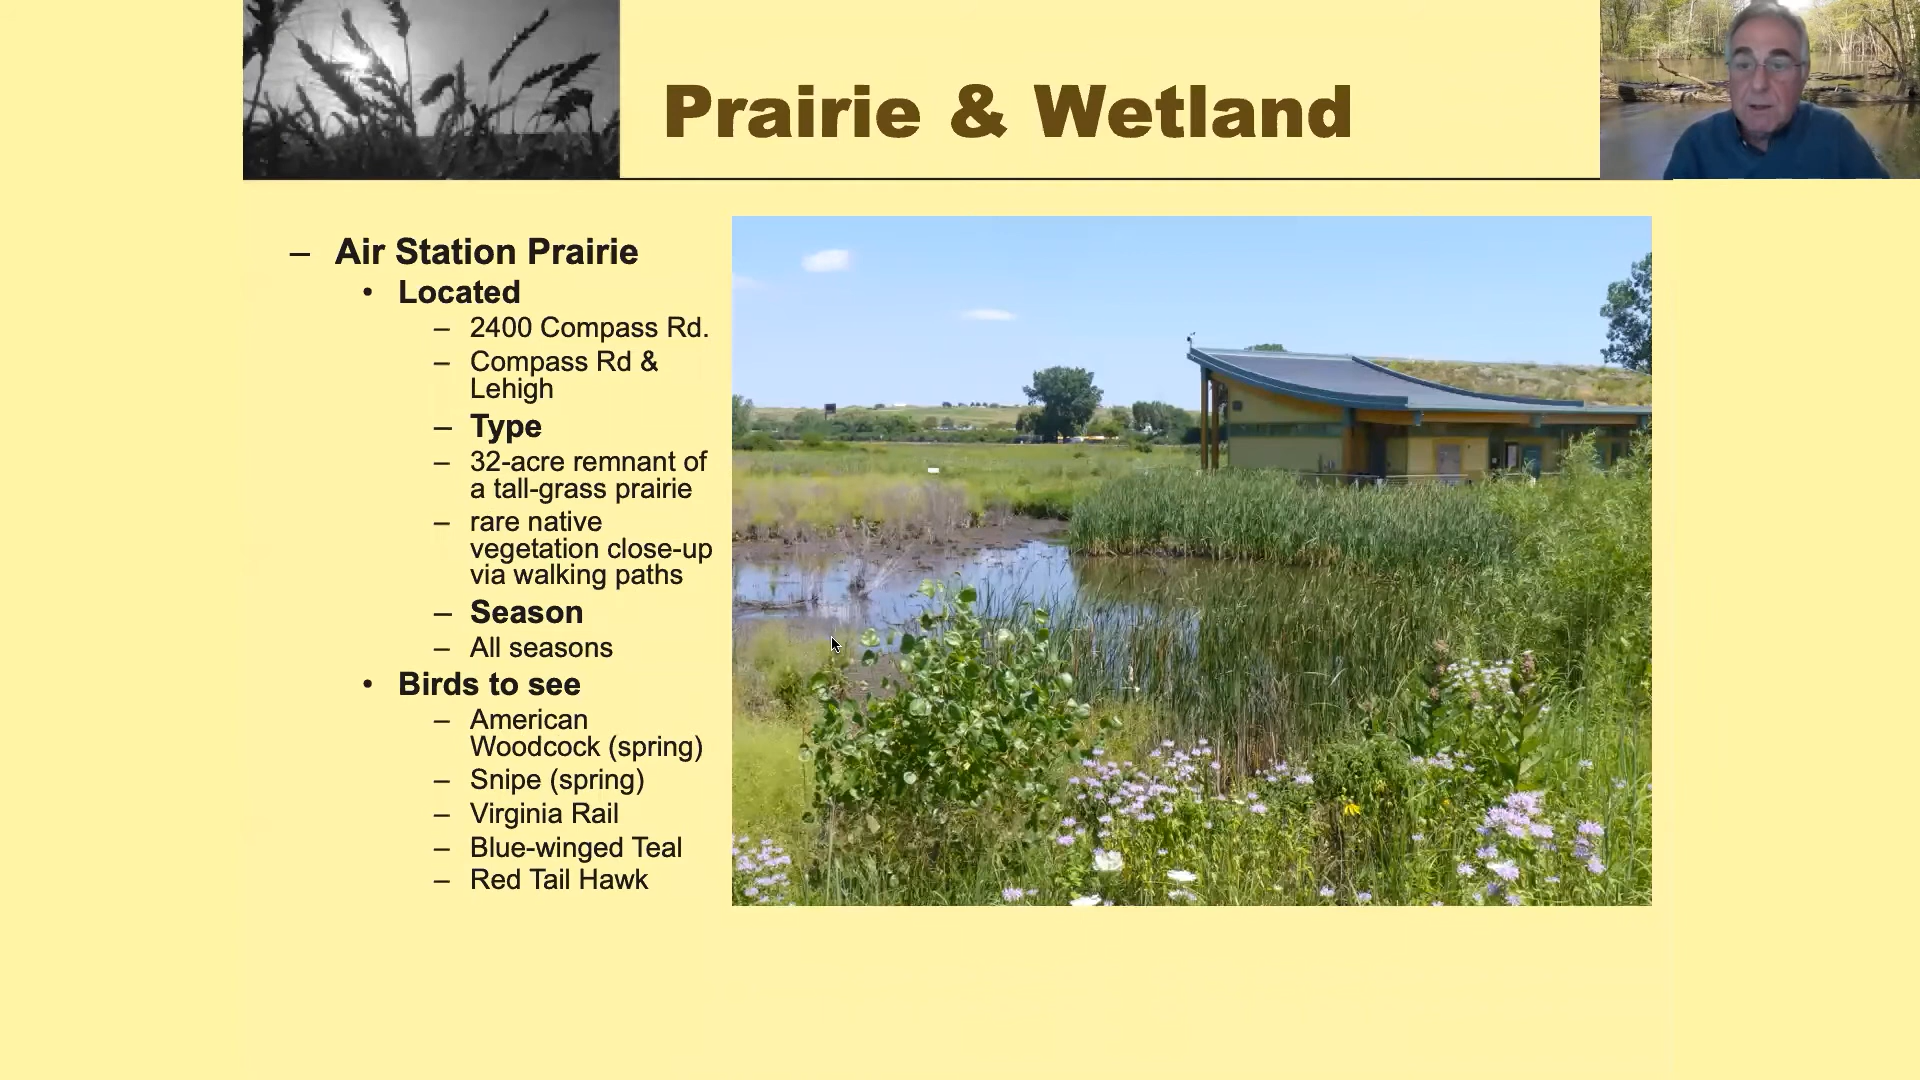 Prairie & Wetland
– Air Station Prairie
• Located
– 2400 Compass Rd.
– Compass Rd &
Lehigh
– Type
– 32-acre remnant of
a tall-grass prairie
– rare native
vegetation close-up
via walking paths
– Season
– All seasons
• Birds to see
– American
Woodcock (spring)
– Snipe (spring)
– Virginia Rail
– Blue-winged Teal
– Red Tail Hawk